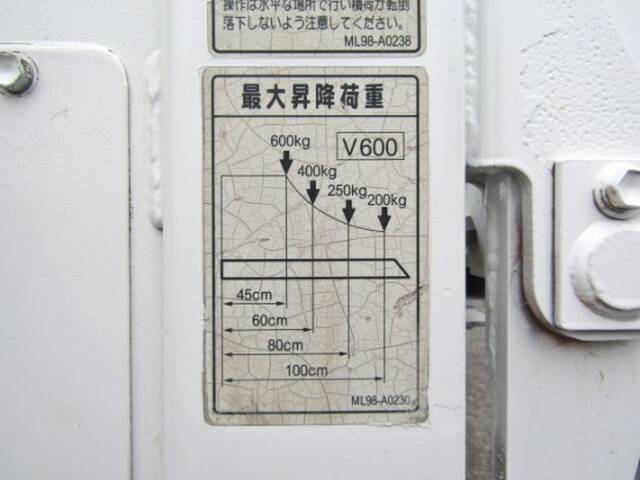 操作は水平な場所で行い積荷が転倒
落下しないよう注意してください。
ML98-A0238
最大昇降荷重
600kg
V600
400kg
250kg
200kg
45cm
60cm
80cm
100cm
ML98-A0230